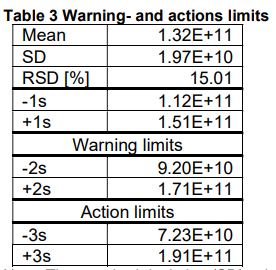 Table 3 Warning- and actions limits
Mean 1.32E+11
SD 1.97E+10
RSD [%] 15.01
-1s 1.12E+11
+1s 1.51E+11
Warning limits
-2s 9.20E+10
+2s 1.71E+11
Action limits
-3s 7.23E+10
+3s 1.91E+11